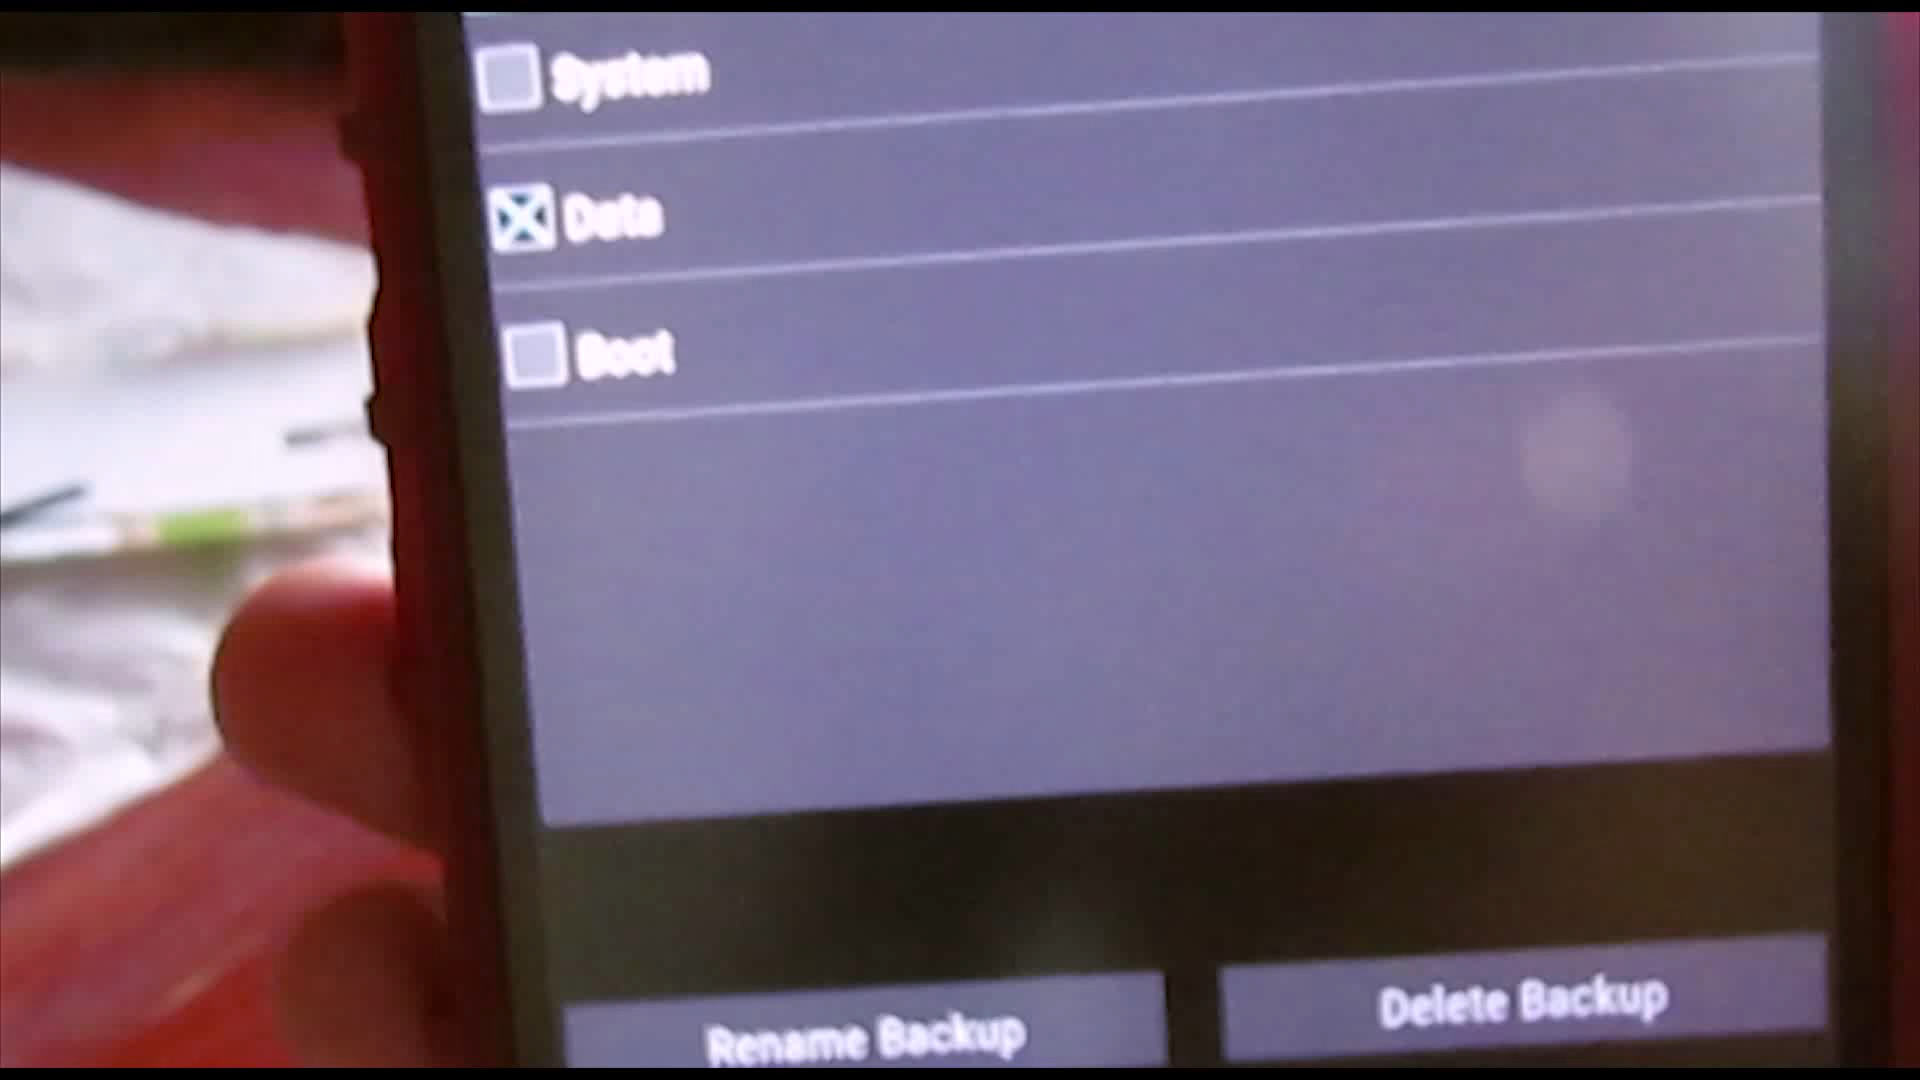 System
Data
Boot
Rename Backup
Delete Backup